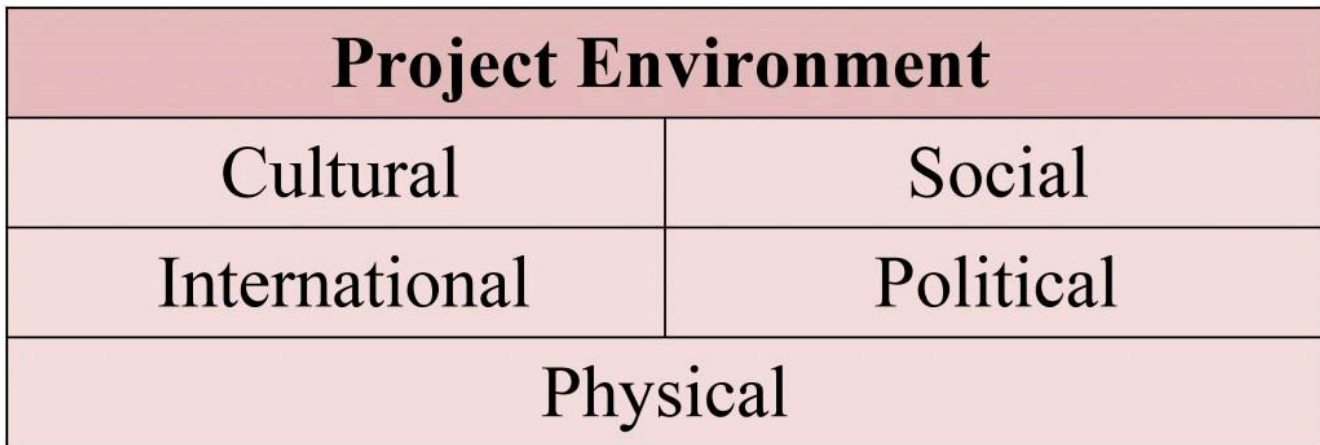 Project Environment
Cultural Social
International Political
Physical